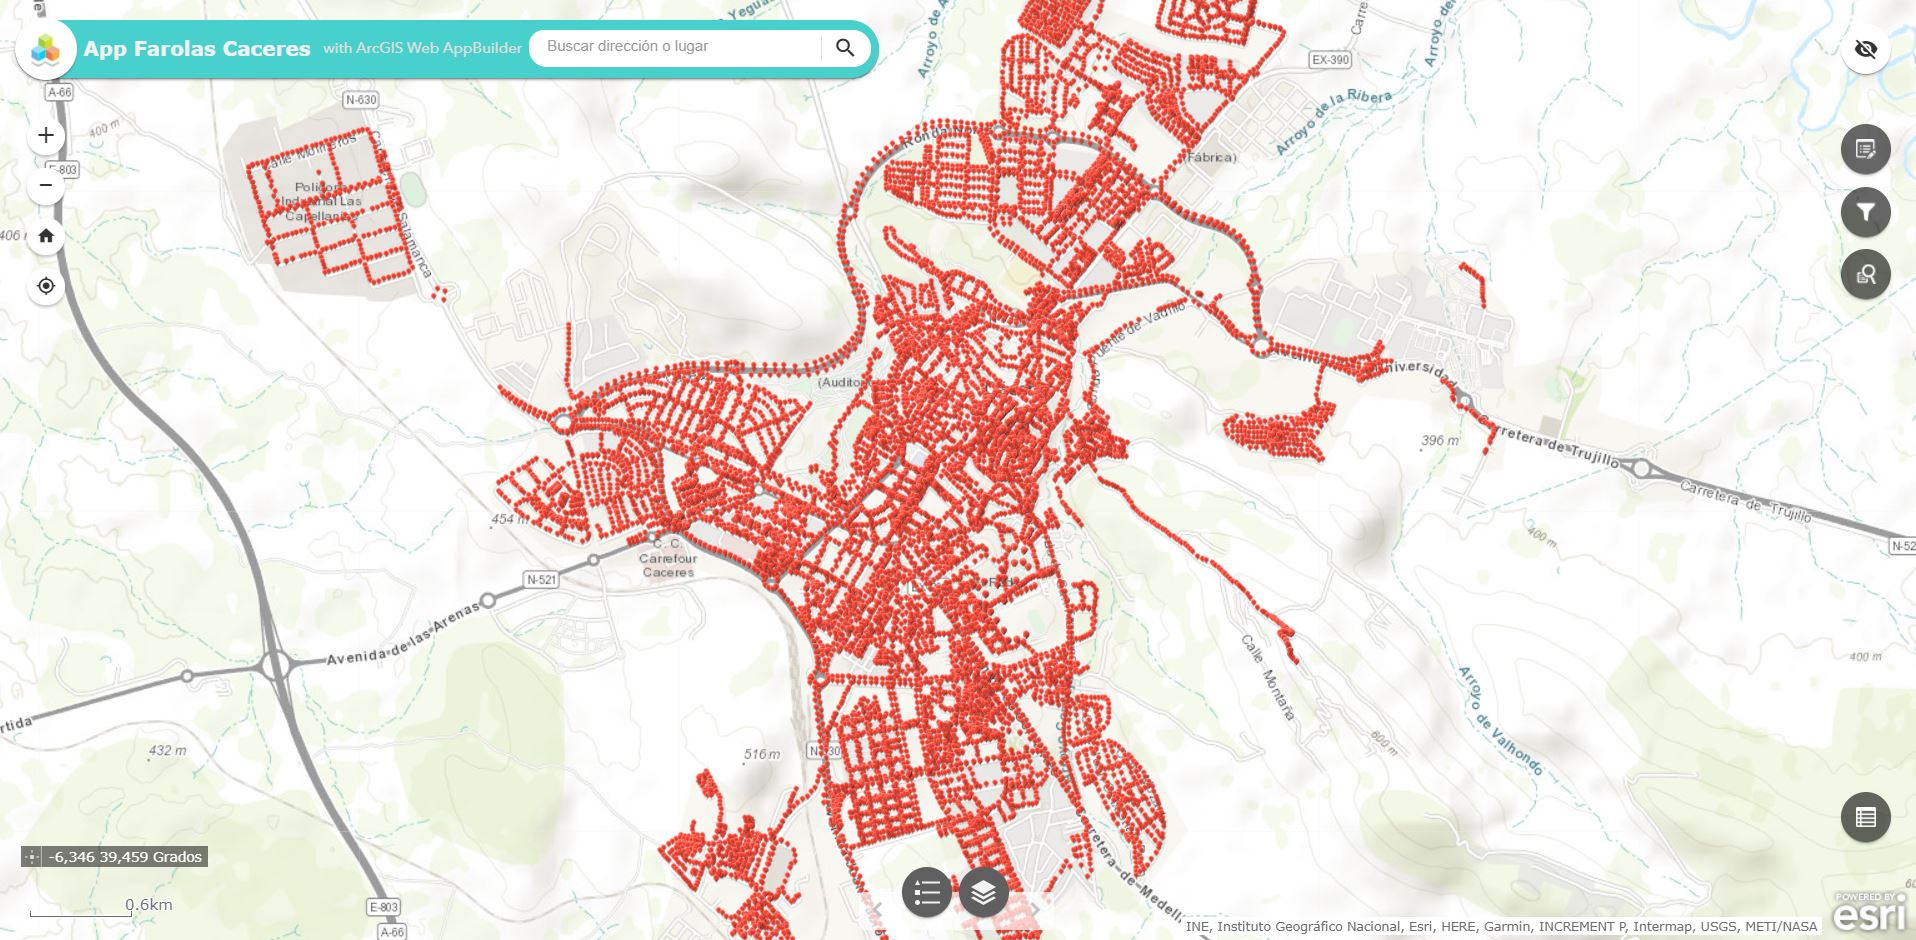 App Farolas Caceres with ArcGIS Web AppBuilder
Buscar dirección o lugar
A-66
N-630
400 m
E-803
Calle Molineros
Polígono
Industrial Las
Capellanías
Salamanca
406 m
EX-390
Arroyo de la Ribera
Fábrica)
Ronda Norte
(Auditorio
Puente de Vadillo
Universidad
Carretera de Trujillo
396 m
Carretera de Trujillo
N-52
400 m
454 m
C. C.
Carrefour
Caceres
N-521
Avenida de las Arenas
rtida
432 m
516 m
N-630
Calle Montaña
600 m
400 m
Arroyo de Valhondo
Carretera de Medellín
-6,346 39,459 Grados
0.6km
E-803
A-66
POWERED BY
esri
INE, Instituto Geográfico Nacional, Esri, HERE, Garmin, INCREMENT P, Intermap, USGS, METI/NASA